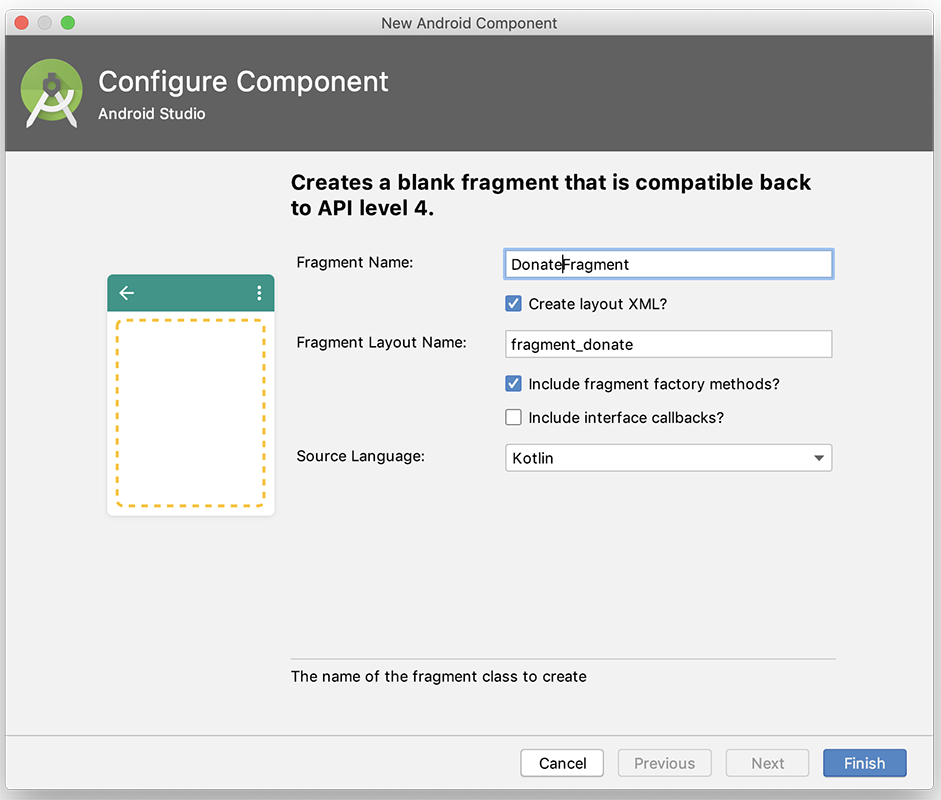 New Android Component
Configure Component
Android Studio
Creates a blank fragment that is compatible back
to API level 4.
Fragment Name:
DonateFragment
Create layout XML?
Fragment Layout Name:
fragment_donate
Include fragment factory methods?
Include interface callbacks?
Source Language:
Kotlin
The name of the fragment class to create
Cancel
Previous
Next
Finish